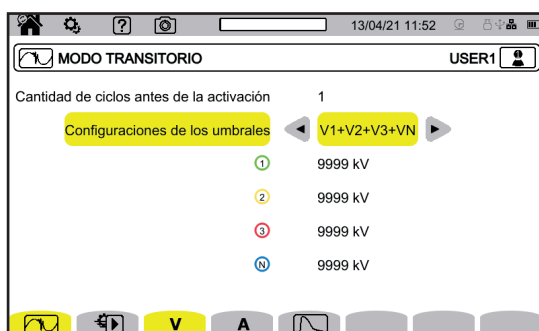 ?
13/04/21 11:52
MODO TRANSITORIO
USER1
Cantidad de ciclos antes de la activación 1
Configuraciones de los umbrales V1+V2+V3+VN
1 9999 kV
2 9999 kV
3 9999 kV
N 9999 kV
V A